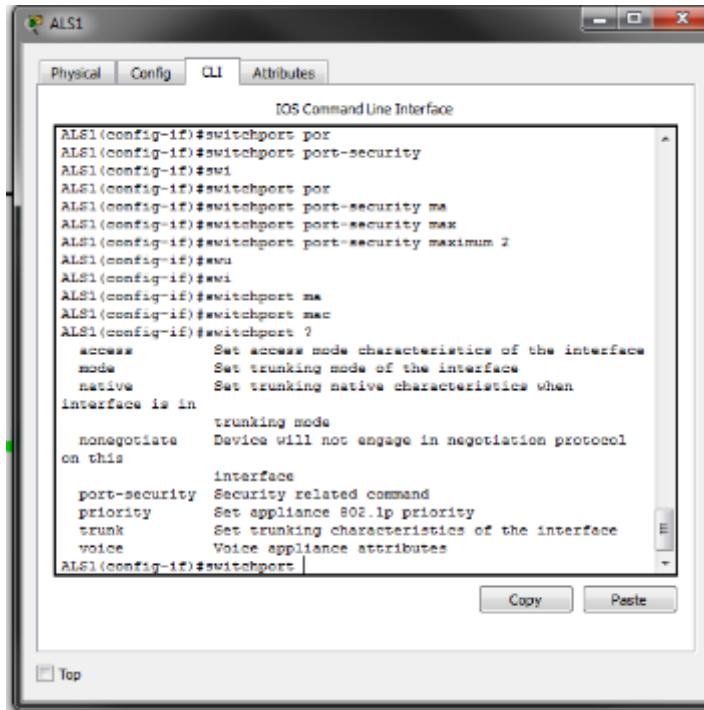 ALS1
Physical Config CLI Attributes
IOS Command Line Interface
ALS1(config-if)#switchport por
ALS1(config-if)#switchport port-security
ALS1(config-if)#swi
ALS1(config-if)#switchport por
ALS1(config-if)#switchport port-security ma
ALS1(config-if)#switchport port-security max
ALS1(config-if)#switchport port-security maximum 2
ALS1(config-if)#swu
ALS1(config-if)#swi
ALS1(config-if)#switchport ma
ALS1(config-if)#switchport mac
ALS1(config-if)#switchport ?
access Set access mode characteristics of the interface
mode Set trunking mode of the interface
native Set trunking native characteristics when
interface is in
trunking mode
nonegotiate Device will not engage in negotiation protocol
on this
interface
port-security Security related command
priority Set appliance 802.1p priority
trunk Set trunking characteristics of the interface
voice Voice appliance attributes
ALS1(config-if)#switchport
Copy Paste
Top